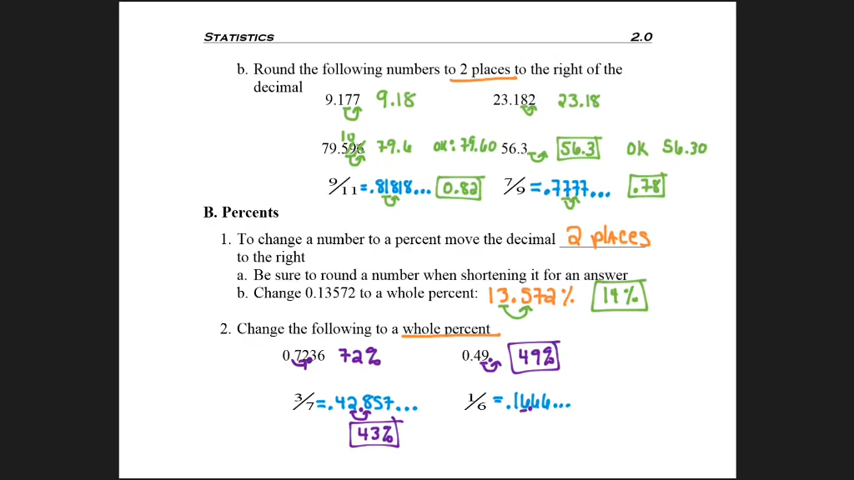 STATISTICS 2.0
b. Round the following numbers to 2 places to the right of the
decimal
9.177 9.18 23.182 23.18
10
79.596 79.6 OK: 79.60 56.3 56.3 OK 56.30
9/11 = .81818... 0.82 7/9 = .7777... .78
B. Percents
1. To change a number to a percent move the decimal 2 places
to the right
a. Be sure to round a number when shortening it for an answer
b. Change 0.13572 to a whole percent: 13.572% 14%
2. Change the following to a whole percent
0.7236 72% 0.49. 49%
3/7 = .42.857... 1/6 = .1666...
43%